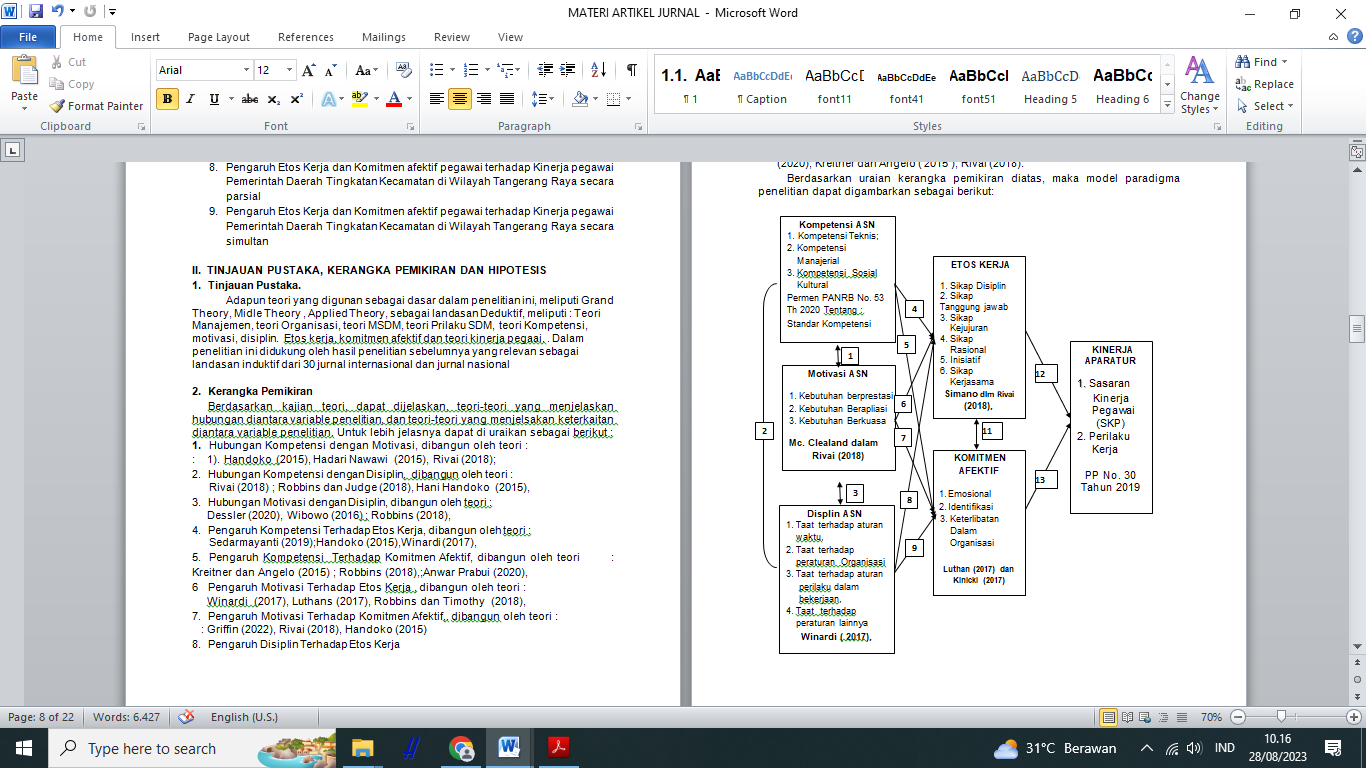 MATERI ARTIKEL JURNAL - Microsoft Word
File Home Insert Page Layout References Mailings Review View
Paste
Cut
Copy
Format Painter
Clipboard
Arial 12
Font
Paragraph
1.1. AaB AaBbCcDdEe AaBbCcD AaBbCcDdEe AaBbCcI AaBbCcD AaBbCc
¶ 1 ¶ Caption font11 font41 font51 Heading 5 Heading 6
Change Styles
Styles
Find
Replace
Select
Editing
8. Pengaruh Etos Kerja dan Komitmen afektif pegawai terhadap Kinerja pegawai
Pemerintah Daerah Tingkatan Kecamatan di Wilayah Tangerang Raya secara
parsial
9. Pengaruh Etos Kerja dan Komitmen afektif pegawai terhadap Kinerja pegawai
Pemerintah Daerah Tingkatan Kecamatan di Wilayah Tangerang Raya secara
simultan
II. TINJAUAN PUSTAKA, KERANGKA PEMIKIRAN DAN HIPOTESIS
1. Tinjauan Pustaka.
Adapun teori yang digunan sebagai dasar dalam penelitian ini, meliputi Grand
Theory, Midle Theory , Applied Theory, sebagai landasan Deduktif, meliputi : Teori
Manajemen, teori Organisasi, teori MSDM, teori Prilaku SDM, teori Kompetensi,
motivasi, disiplin. Etos kerja, komitmen afektif dan teori kinerja pegaai, . Dalam
penelitian ini didukung oleh hasil penelitian sebelumnya yang relevan sebagai
landasan induktif dari 30 jurnal internasional dan jurnal nasional
2. Kerangka Pemikiran
Berdasarkan kajian teori, dapat dijelaskan, teori-teori yang menjelaskan
hubungan diantara variable penelitian, dan teori-teori yang menjelsakan keterkaitan
diantara variable penelitian. Untuk lebih jelasnya dapat di uraikan sebagai berikut ;
1. Hubungan Kompetensi dengan Motivasi, dibangun oleh teori :
: 1). Handoko (2015), Hadari Nawawi (2015), Rivai (2018);
2. Hubungan Kompetensi dengan Disiplin, dibangun oleh teori :
Rivai (2018) ; Robbins dan Judge (2018), Hani Handoko (2015),
3. Hubungan Motivasi dengan Disiplin, dibangun oleh teori ;
Dessler (2020), Wibowo (2016) ; Robbins (2018),
4. Pengaruh Kompetensi Terhadap Etos Kerja, dibangun oleh teori ;
Sedarmayanti (2019);Handoko (2015),Winardi (2017),
5. Pengaruh Kompetensi Terhadap Komitmen Afektif, dibangun oleh teori :
Kreitner dan Angelo (2015) ; Robbins (2018),;Anwar Prabui (2020),
6 Pengaruh Motivasi Terhadap Etos Kerja , dibangun oleh teori :
Winardi (2017), Luthans (2017), Robbins dan Timothy (2018),
7. Pengaruh Motivasi Terhadap Komitmen Afektif, dibangun oleh teori :
: Griffin (2022), Rivai (2018), Handoko (2015)
8. Pengaruh Disiplin Terhadap Etos Kerja
(2020), Kreitner dan Angelo ( 2015 ), Rivai (2018).
Berdasarkan uraian kerangka pemikiran diatas, maka model paradigma
penelitian dapat digambarkan sebagai berikut:
Kompetensi ASN
1. Kompetensi Teknis;
2. Kompetensi
Manajerial
3. Kompetensi Sosial
Kultural
Permen PANRB No. 53
Th 2020 Tentang ;
Standar Kompetensi
1
Motivasi ASN
1. Kebutuhan berprestasi
2. Kebutuhan Berapliasi
3. Kebutuhan Berkuasa
Mc. Clealand dalam
Rivai (2018)
2
3
Displin ASN
1. Taat terhadap aturan
waktu,
2. Taat terhadap
peraturan Organisasi
3. Taat terhadap aturan
perilaku dalam
bekerjaan,
4. Taat terhadap
peraturan lainnya
Winardi ( 2017),
4
5
6
7
8
9
ETOS KERJA
1. Sikap Disiplin
2. Sikap
Tanggung jawab
3. Sikap
Kejujuran
4. Sikap
Rasional
5. Inisiatif
6. Sikap
Kerjasama
Simano dlm Rivai
(2018),
11
KOMITMEN
AFEKTIF
1. Emosional
2. Identifikasi
3. Keterlibatan
Dalam
Organisasi
Luthan (2017) dan
Kinicki (2017)
12
13
KINERJA
APARATUR
1. Sasaran
Kinerja
Pegawai
(SKP)
2. Perilaku
Kerja
PP No. 30
Tahun 2019
Page: 8 of 22 Words: 6.427 English (U.S.) 70%
Type here to search
31°C Berawan
IND
10.16
28/08/2023